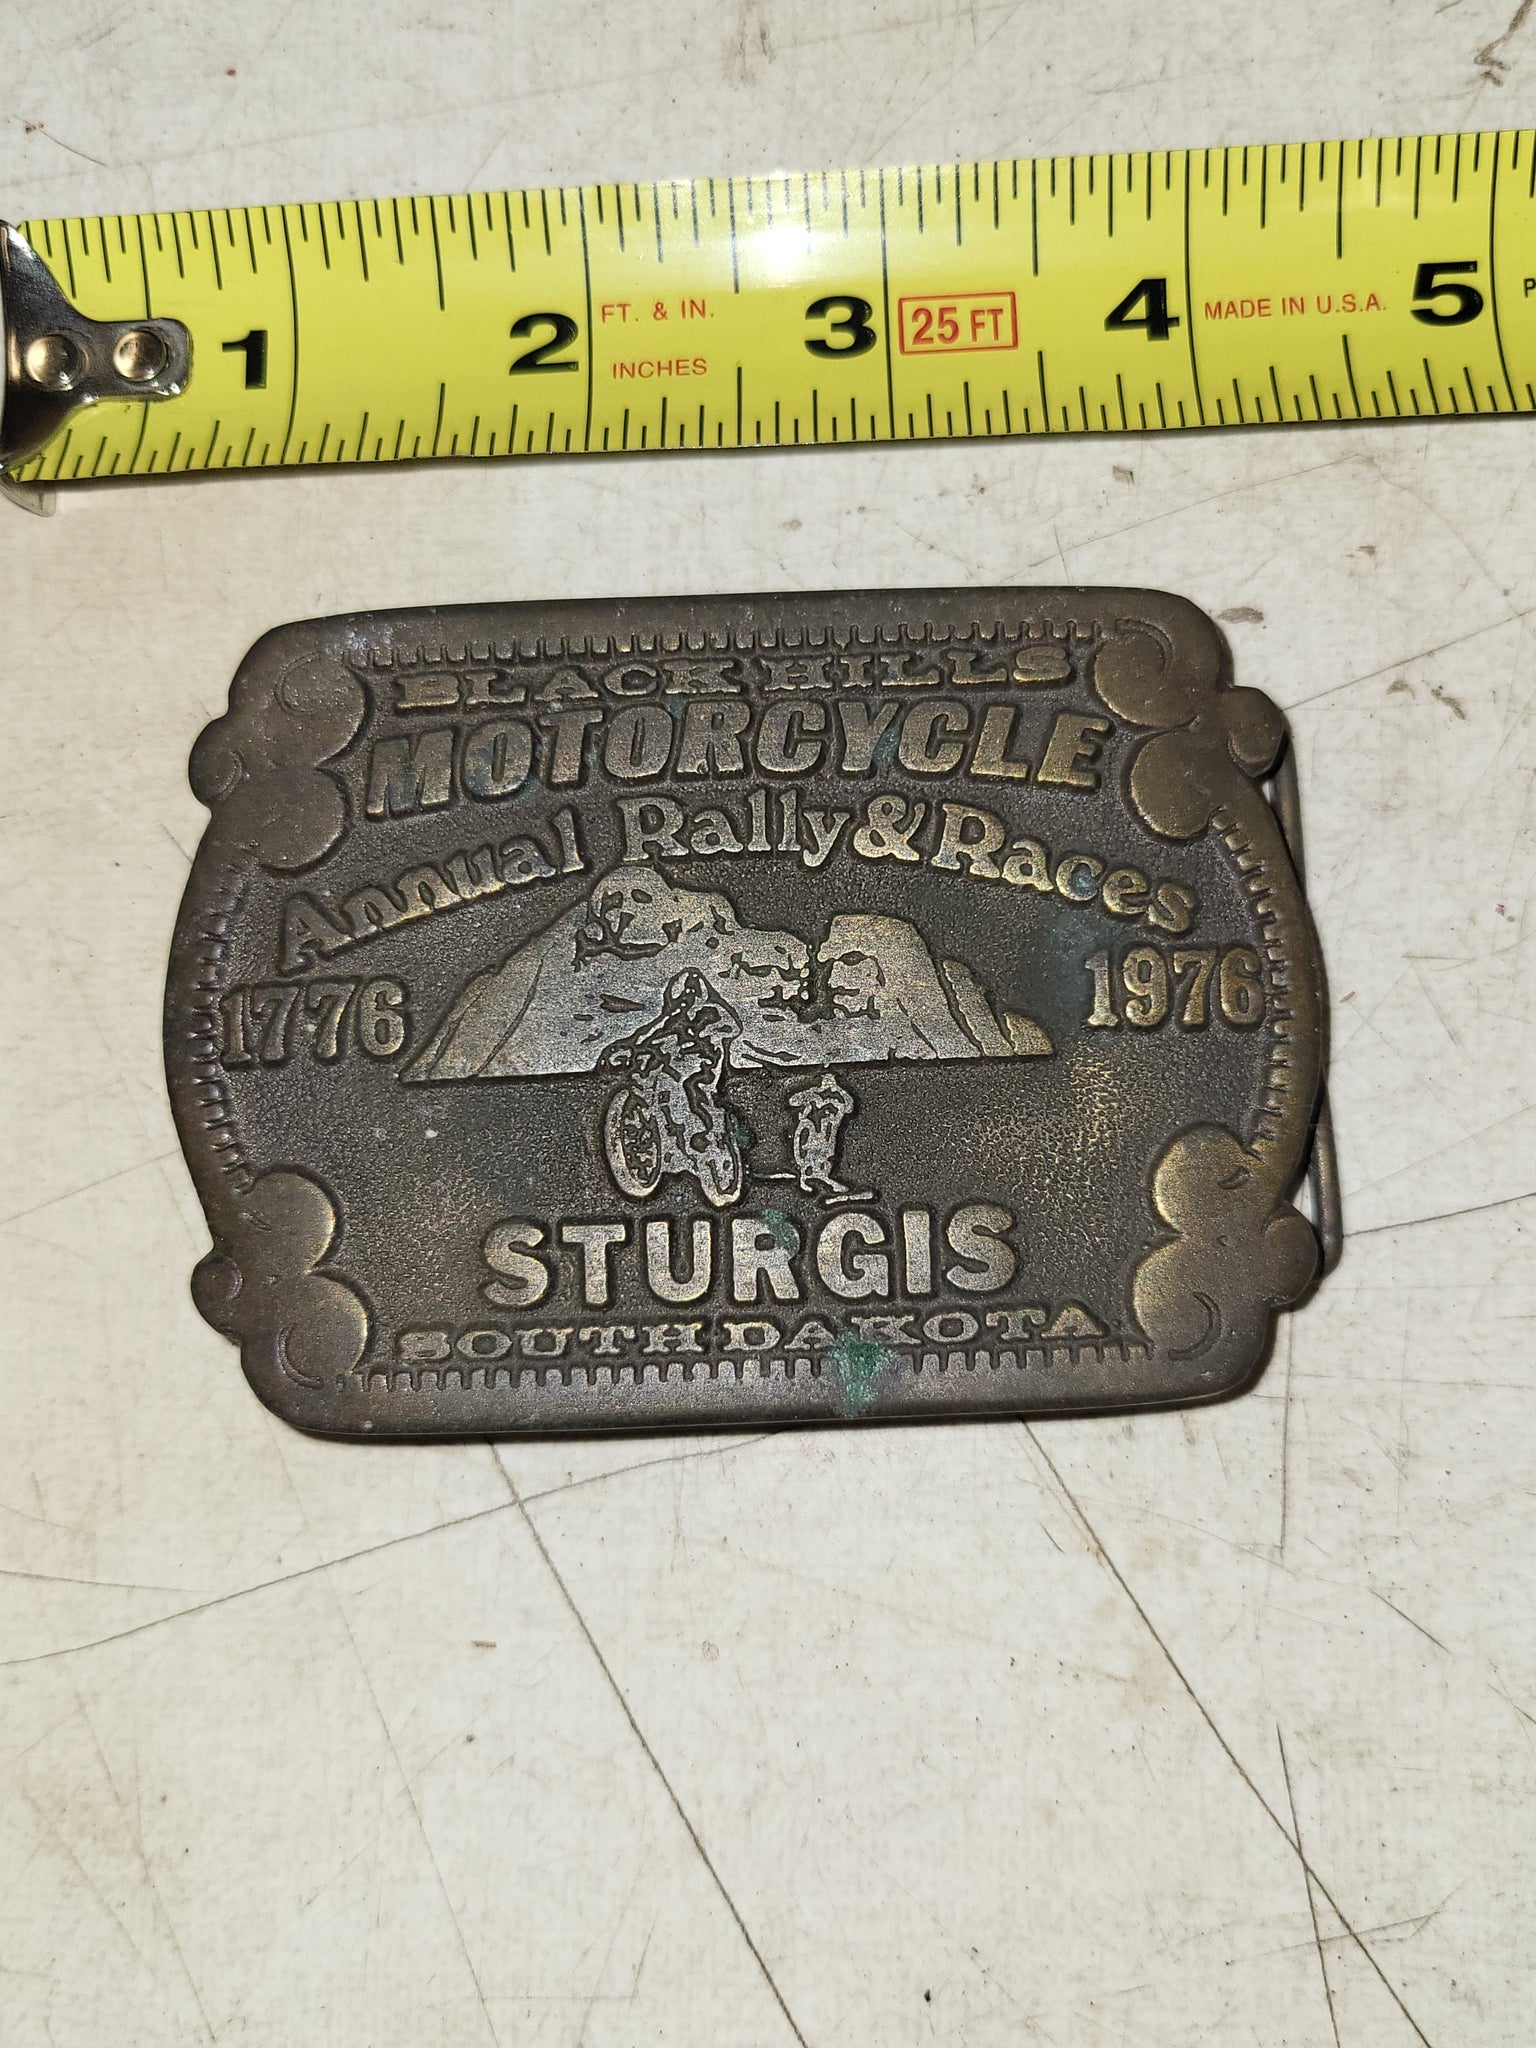 1 2 3 4 5
FT. & IN.
INCHES
25 FT
MADE IN U.S.A.
P
BLACK HILLS
MOTORCYCLE
Annual Rally & Races
1776 1976
STURGIS
SOUTH DAKOTA